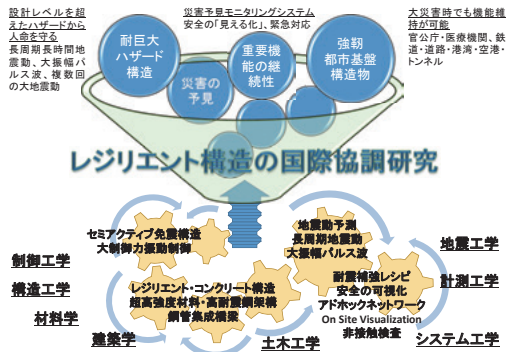 設計レベルを超
えたハザードから
人命を守る
長周期長時間地
震動、大振幅パ
ルス波、複数回
の大地震動
災害予見モニタリングシステム
安全の「見える化」、緊急対応
大災害時でも機能維
持が可能
官公庁・医療機関、鉄
道・道路・港湾・空港・
トンネル
耐巨大
ハザード
構造
災害の
予見
重要機
能の継
続性
強靭
都市基盤
構造物
レジリエント構造の国際協調研究
セミアクティブ免震構造
大制御力振動制御
地震動予測
長周期地震動
大振幅パルス波
レジリエント・コンクリート構造
超高強度材料・高耐震鋼架構
鋼管集成橋梁
耐震補強レシピ
安全の可視化
アドホックネットワーク
On Site Visualization
非接触検査
制御工学
構造工学
材料学
建築学
土木工学
地震工学
計測工学
システム工学